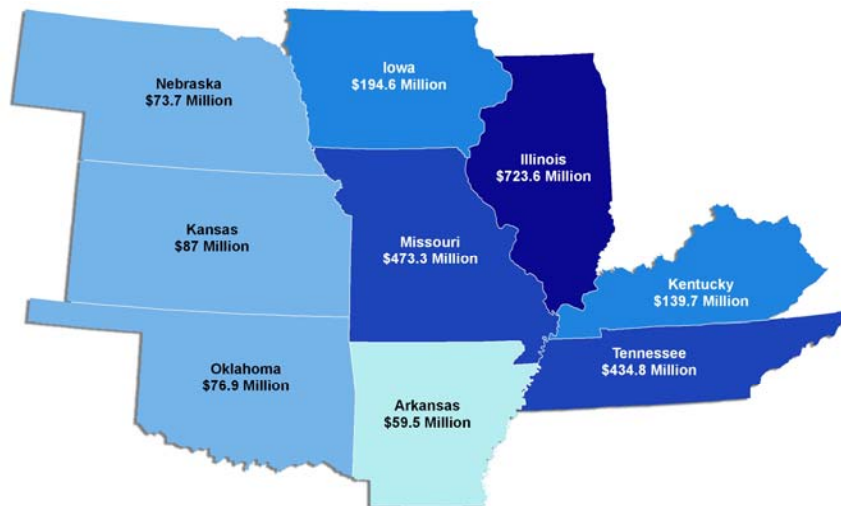 Nebraska
$73.7 Million
Iowa
$194.6 Million
Illinois
$723.6 Million
Kansas
$87 Million
Missouri
$473.3 Million
Kentucky
$139.7 Million
Oklahoma
$76.9 Million
Tennessee
$434.8 Million
Arkansas
$59.5 Million